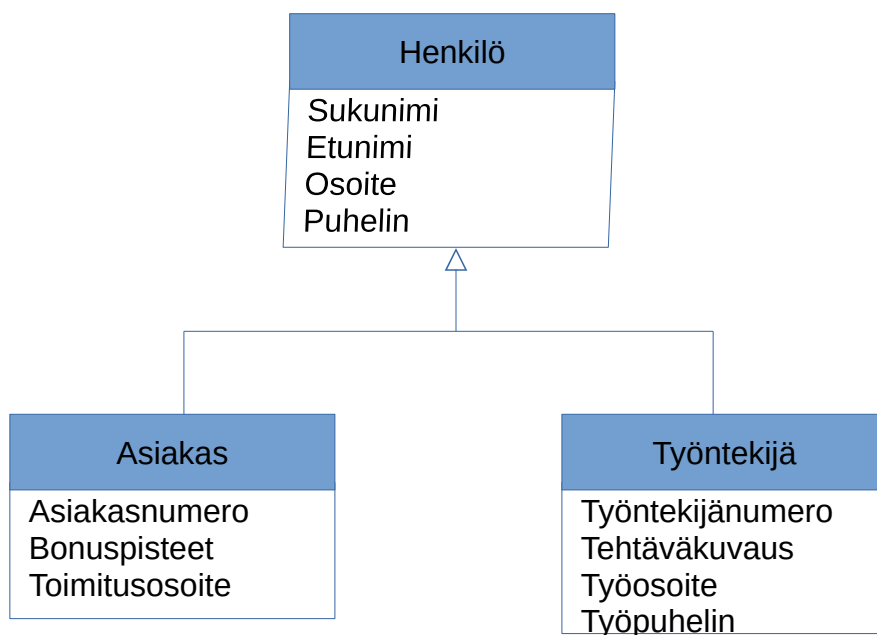 Henkilö
Sukunimi
Etunimi
Osoite
Puhelin
Asiakas
Asiakasnumero
Bonuspisteet
Toimitusosoite
Työntekijä
Työntekijänumero
Tehtäväkuvaus
Työosoite
Työpuhelin